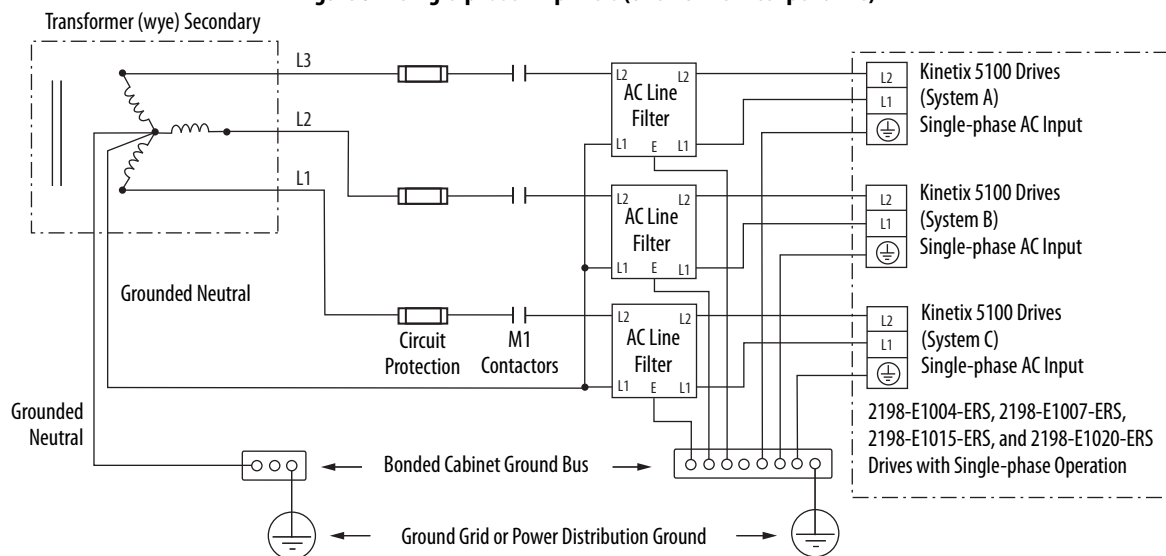 Transformer (wye) Secondary
L3
L2
L1
Grounded Neutral
Grounded
Neutral
Circuit
Protection
M1
Contactors
L2
L2
AC Line
Filter
L1
E
L1
L2
L2
AC Line
Filter
L1
E
L1
L2
L2
AC Line
Filter
L1
E
L1
L2
L1
Kinetix 5100 Drives
(System A)
Single-phase AC Input
L2
L1
Kinetix 5100 Drives
(System B)
Single-phase AC Input
L2
L1
Kinetix 5100 Drives
(System C)
Single-phase AC Input
2198-E1004-ERS, 2198-E1007-ERS,
2198-E1015-ERS, and 2198-E1020-ERS
Drives with Single-phase Operation
Bonded Cabinet Ground Bus
Ground Grid or Power Distribution Ground